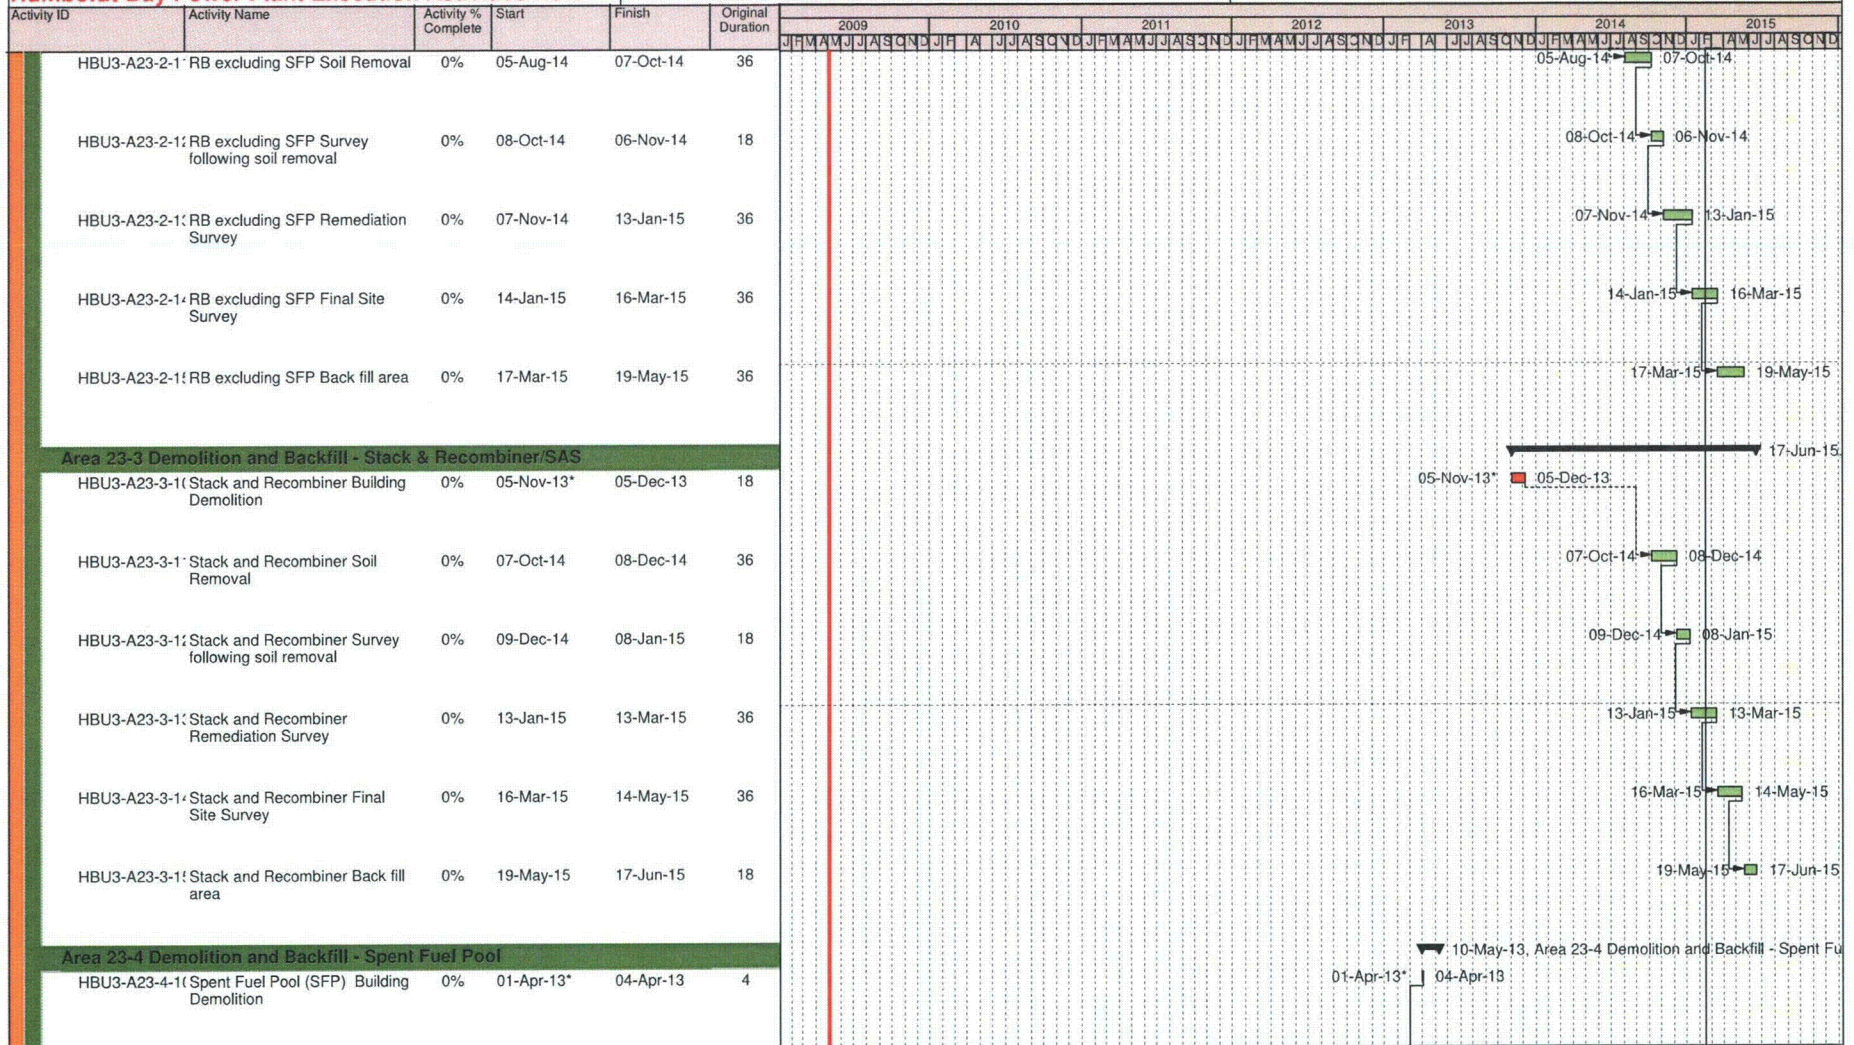 Activity ID Activity Name Activity % Complete Start Finish Original Duration
2009 2010 2011 2012 2013 2014 2015
HBU3-A23-2-1 RB excluding SFP Soil Removal 0% 05-Aug-14 07-Oct-14 36 05-Aug-14 07-Oct-14
HBU3-A23-2-12 RB excluding SFP Survey 0% 08-Oct-14 06-Nov-14 18 08-Oct-14 06-Nov-14
following soil removal
HBU3-A23-2-13 RB excluding SFP Remediation 0% 07-Nov-14 13-Jan-15 36 07-Nov-14 13-Jan-15
Survey
HBU3-A23-2-14 RB excluding SFP Final Site 0% 14-Jan-15 16-Mar-15 36 14-Jan-15 16-Mar-15
Survey
HBU3-A23-2-15 RB excluding SFP Back fill area 0% 17-Mar-15 19-May-15 36 17-Mar-15 19-May-15
Area 23-3 Demolition and Backfill - Stack & Recombiner/SAS 17-Jun-15
HBU3-A23-3-10 Stack and Recombiner Building 0% 05-Nov-13* 05-Dec-13 18 05-Nov-13* 05-Dec-13
Demolition
HBU3-A23-3-1 Stack and Recombiner Soil 0% 07-Oct-14 08-Dec-14 36 07-Oct-14 08-Dec-14
Removal
HBU3-A23-3-12 Stack and Recombiner Survey 0% 09-Dec-14 08-Jan-15 18 09-Dec-14 08-Jan-15
following soil removal
HBU3-A23-3-13 Stack and Recombiner 0% 13-Jan-15 13-Mar-15 36 13-Jan-15 13-Mar-15
Remediation Survey
HBU3-A23-3-14 Stack and Recombiner Final 0% 16-Mar-15 14-May-15 36 16-Mar-15 14-May-15
Site Survey
HBU3-A23-3-15 Stack and Recombiner Back fill 0% 19-May-15 17-Jun-15 18 19-May-15 17-Jun-15
area
Area 23-4 Demolition and Backfill - Spent Fuel Pool 10-May-13, Area 23-4 Demolition and Backfill - Spent Fu
HBU3-A23-4-10 Spent Fuel Pool (SFP) Building 0% 01-Apr-13* 04-Apr-13 4 01-Apr-13* 04-Apr-13
Demolition